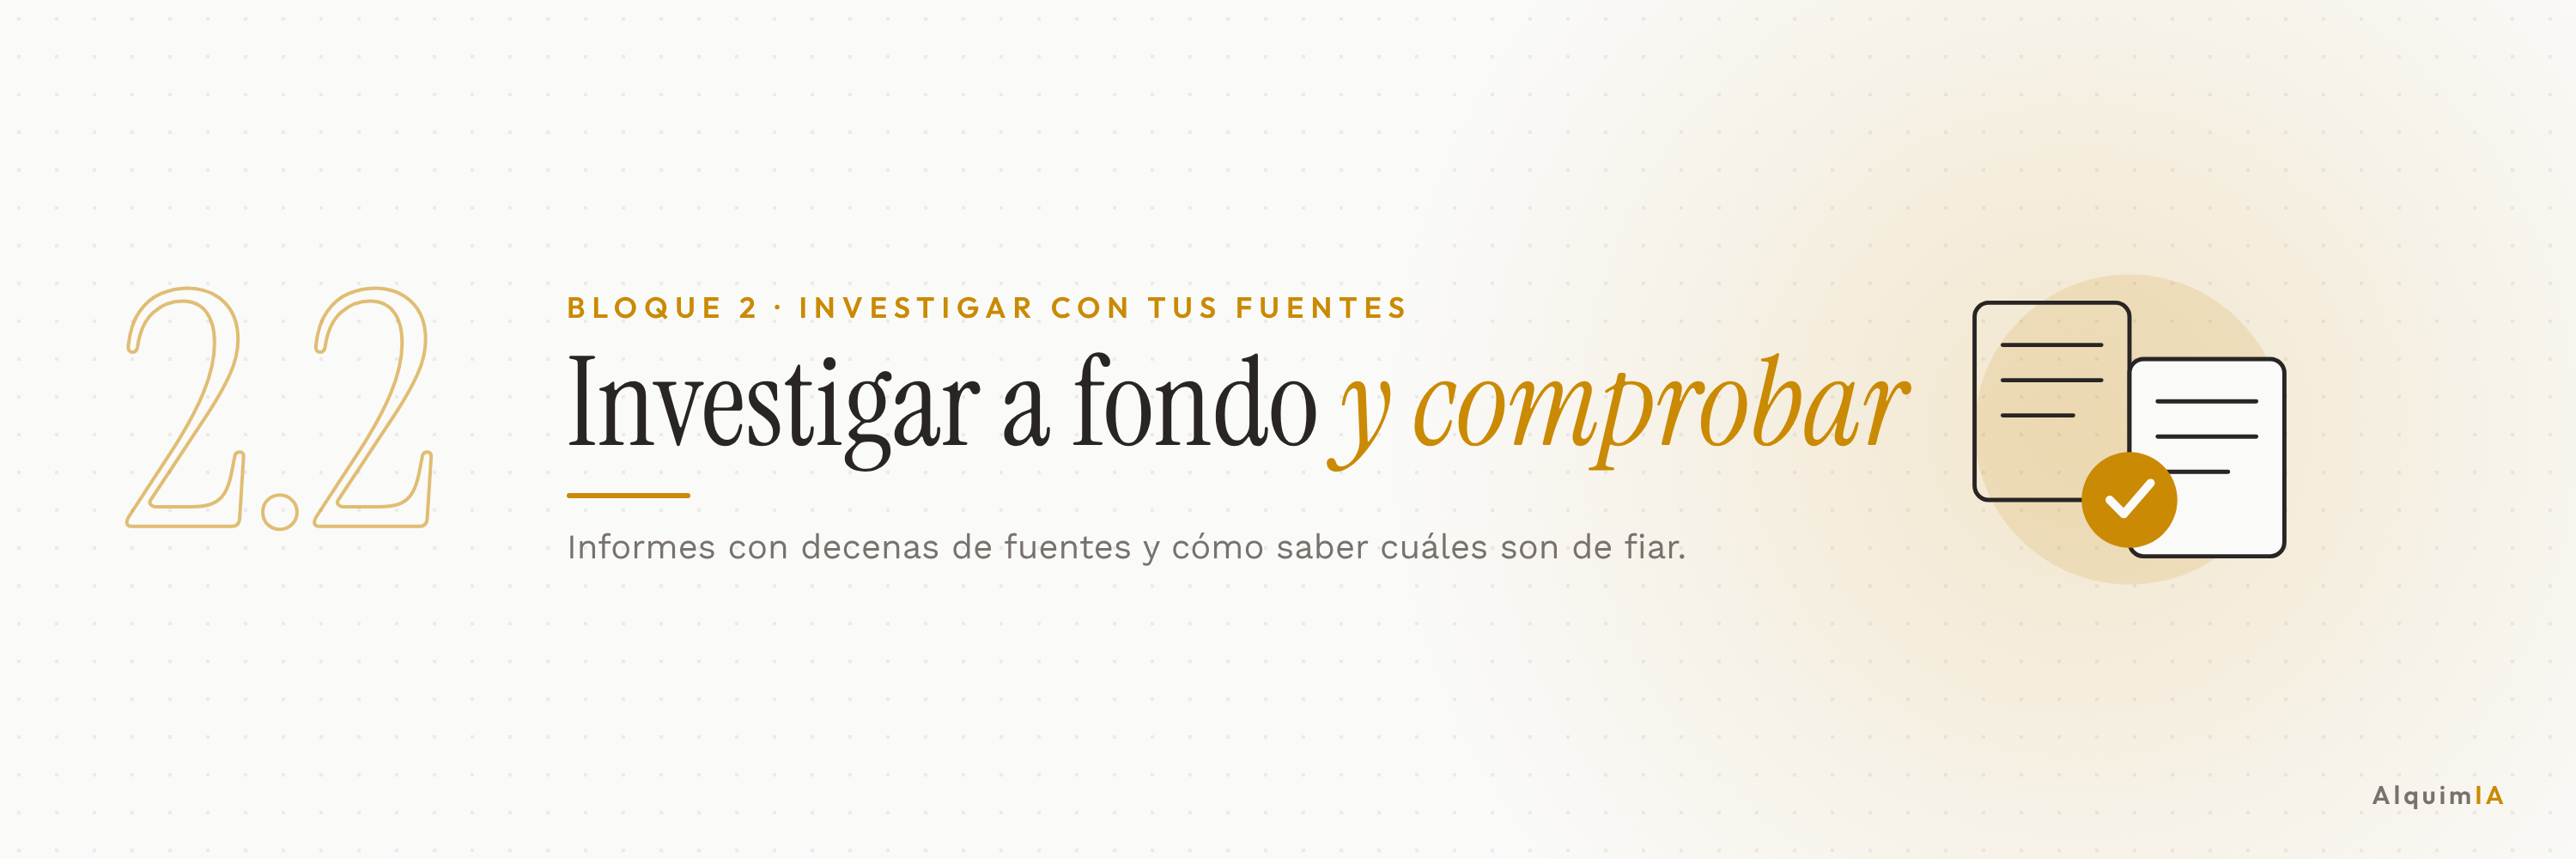 2.2
BLOQUE 2 · INVESTIGAR CON TUS FUENTES
Investigar a fondo y comprobar
Informes con decenas de fuentes y cómo saber cuáles son de fiar.
AlquimIA